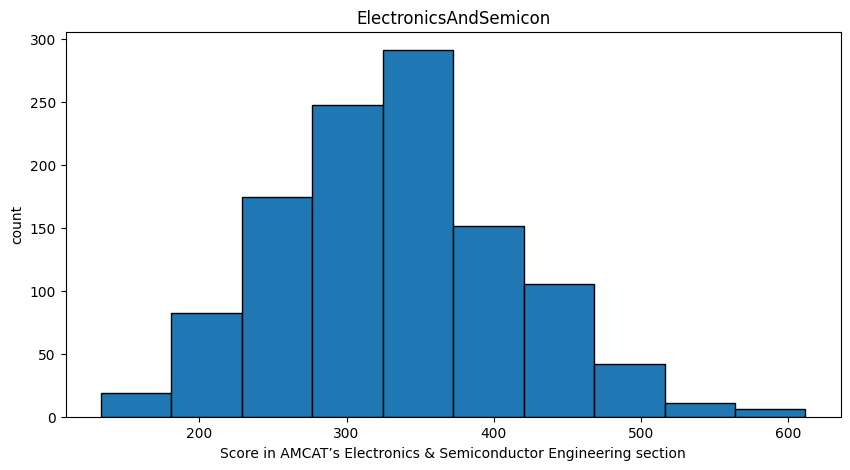 ElectronicsAndSemicon
300
250
200
150
100
50
0
count
200 300 400 500 600
Score in AMCAT’s Electronics & Semiconductor Engineering section